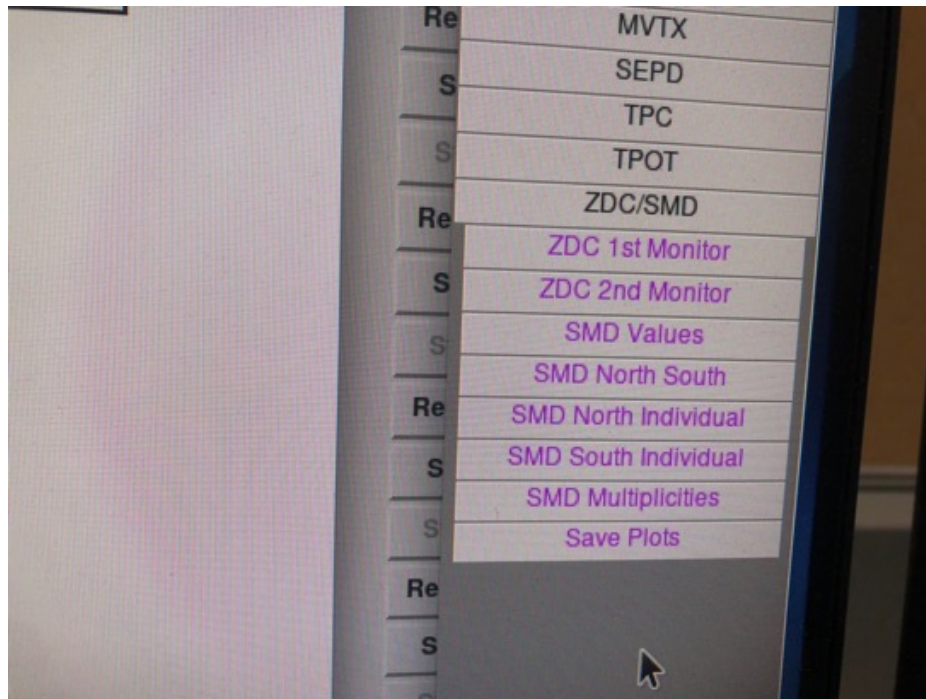 Re
S
S
Re
S
S
Re
S
S
Re
S
MVTX
SEPD
TPC
TPOT
ZDC/SMD
ZDC 1st Monitor
ZDC 2nd Monitor
SMD Values
SMD North South
SMD North Individual
SMD South Individual
SMD Multiplicities
Save Plots